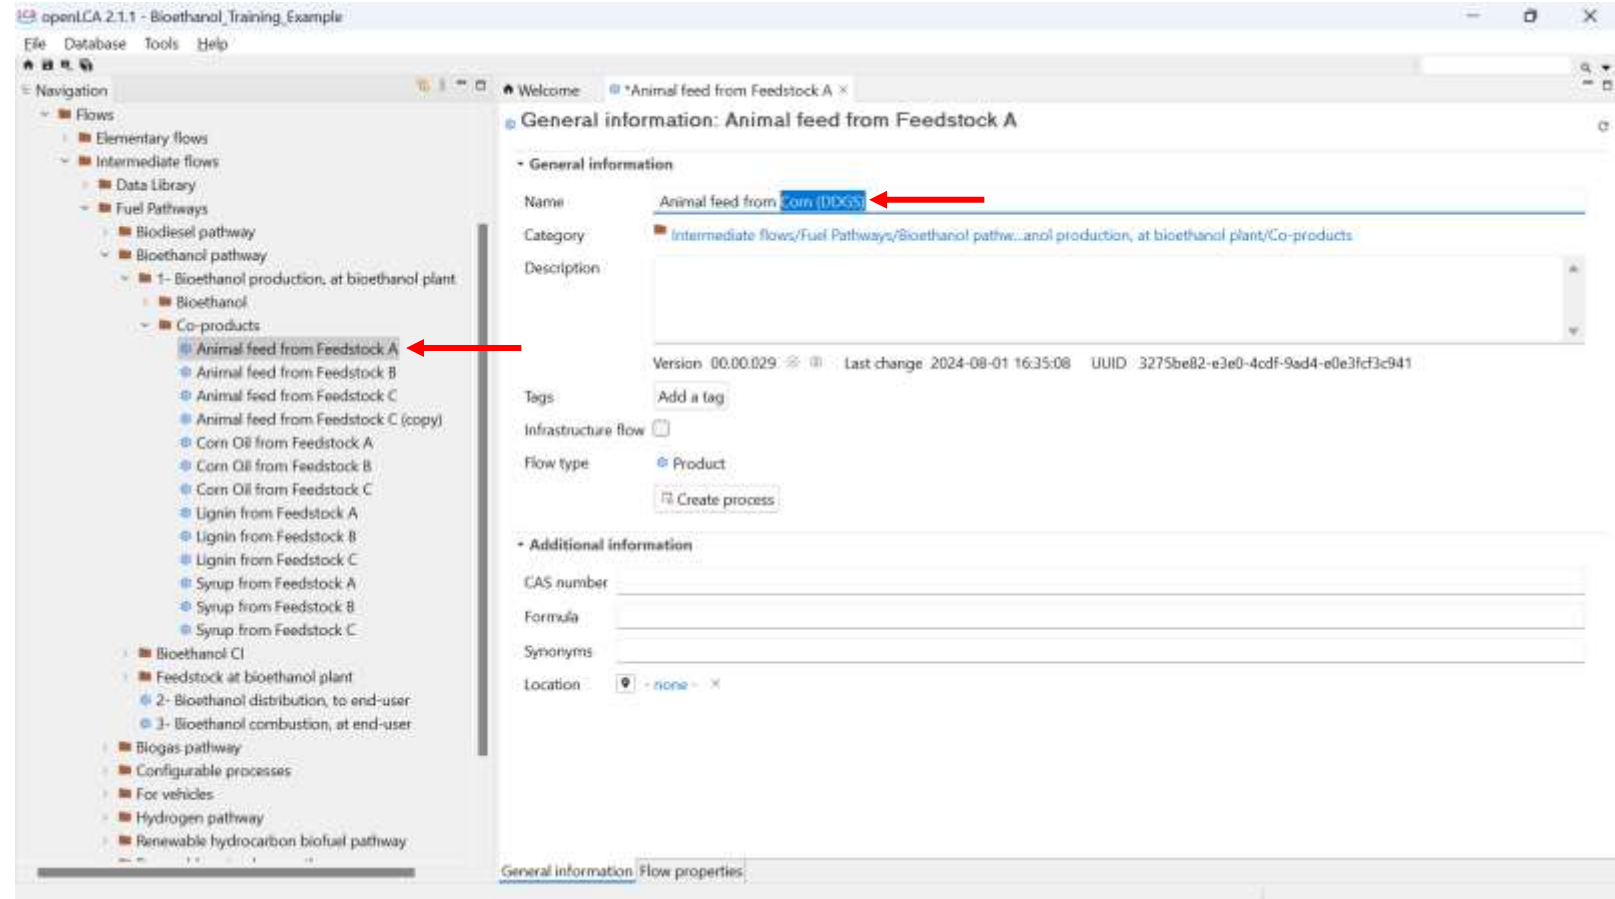 openLCA 2.1.1 - Bioethanol_Training_Example
File Database Tools Help
Navigation
Flows
Elementary flows
Intermediate flows
Data Library
Fuel Pathways
Biodiesel pathway
Bioethanol pathway
1- Bioethanol production, at bioethanol plant
Bioethanol
Co-products
Animal feed from Feedstock A
Animal feed from Feedstock B
Animal feed from Feedstock C
Animal feed from Feedstock C (copy)
Corn Oil from Feedstock A
Corn Oil from Feedstock B
Corn Oil from Feedstock C
Lignin from Feedstock A
Lignin from Feedstock B
Lignin from Feedstock C
Syrup from Feedstock A
Syrup from Feedstock B
Syrup from Feedstock C
Bioethanol CI
Feedstock at bioethanol plant
2- Bioethanol distribution, to end-user
3- Bioethanol combustion, at end-user
Biogas pathway
Configurable processes
For vehicles
Hydrogen pathway
Renewable hydrocarbon biofuel pathway
Welcome *Animal feed from Feedstock A
General information: Animal feed from Feedstock A
General information
Name Animal feed from Corn (DDGS)
Category Intermediate flows/Fuel Pathways/Bioethanol pathw...anol production, at bioethanol plant/Co-products
Description
Version 00.00.029 Last change 2024-08-01 16:35:08 UUID 3275be82-e3e0-4cdf-9ad4-e0e3fcf3c941
Tags Add a tag
Infrastructure flow
Flow type Product
Create process
Additional information
CAS number
Formula
Synonyms
Location - none -
General information Flow properties